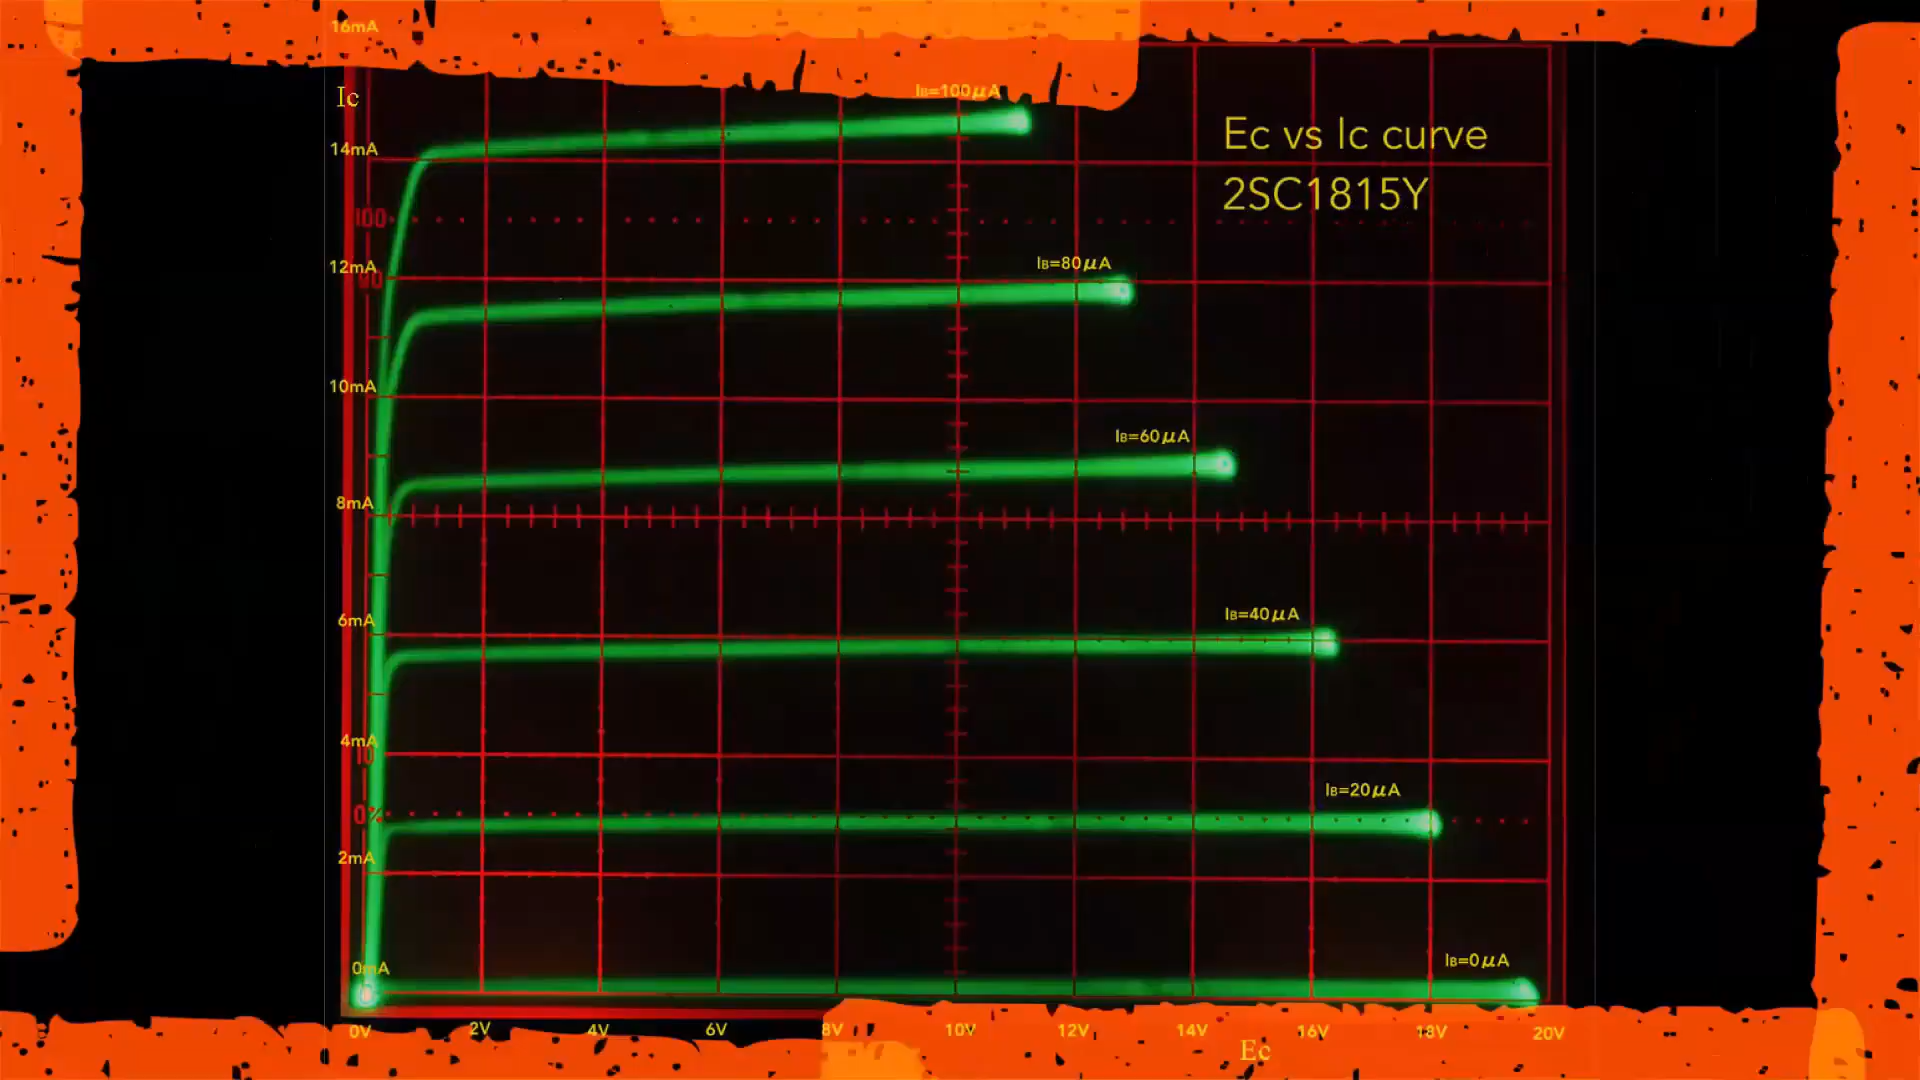 16mA
Ic
IB=100μA
Ec vs Ic curve
14mA
2SC1815Y
100
12mA
90
IB=80μA
10mA
IB=60μA
8mA
6mA
IB=40μA
4mA
10
IB=20μA
0%
2mA
0mA
IB=0μA
0V
2V
4V
6V
8V
10V
12V
14V
16V
18V
20V
Ec